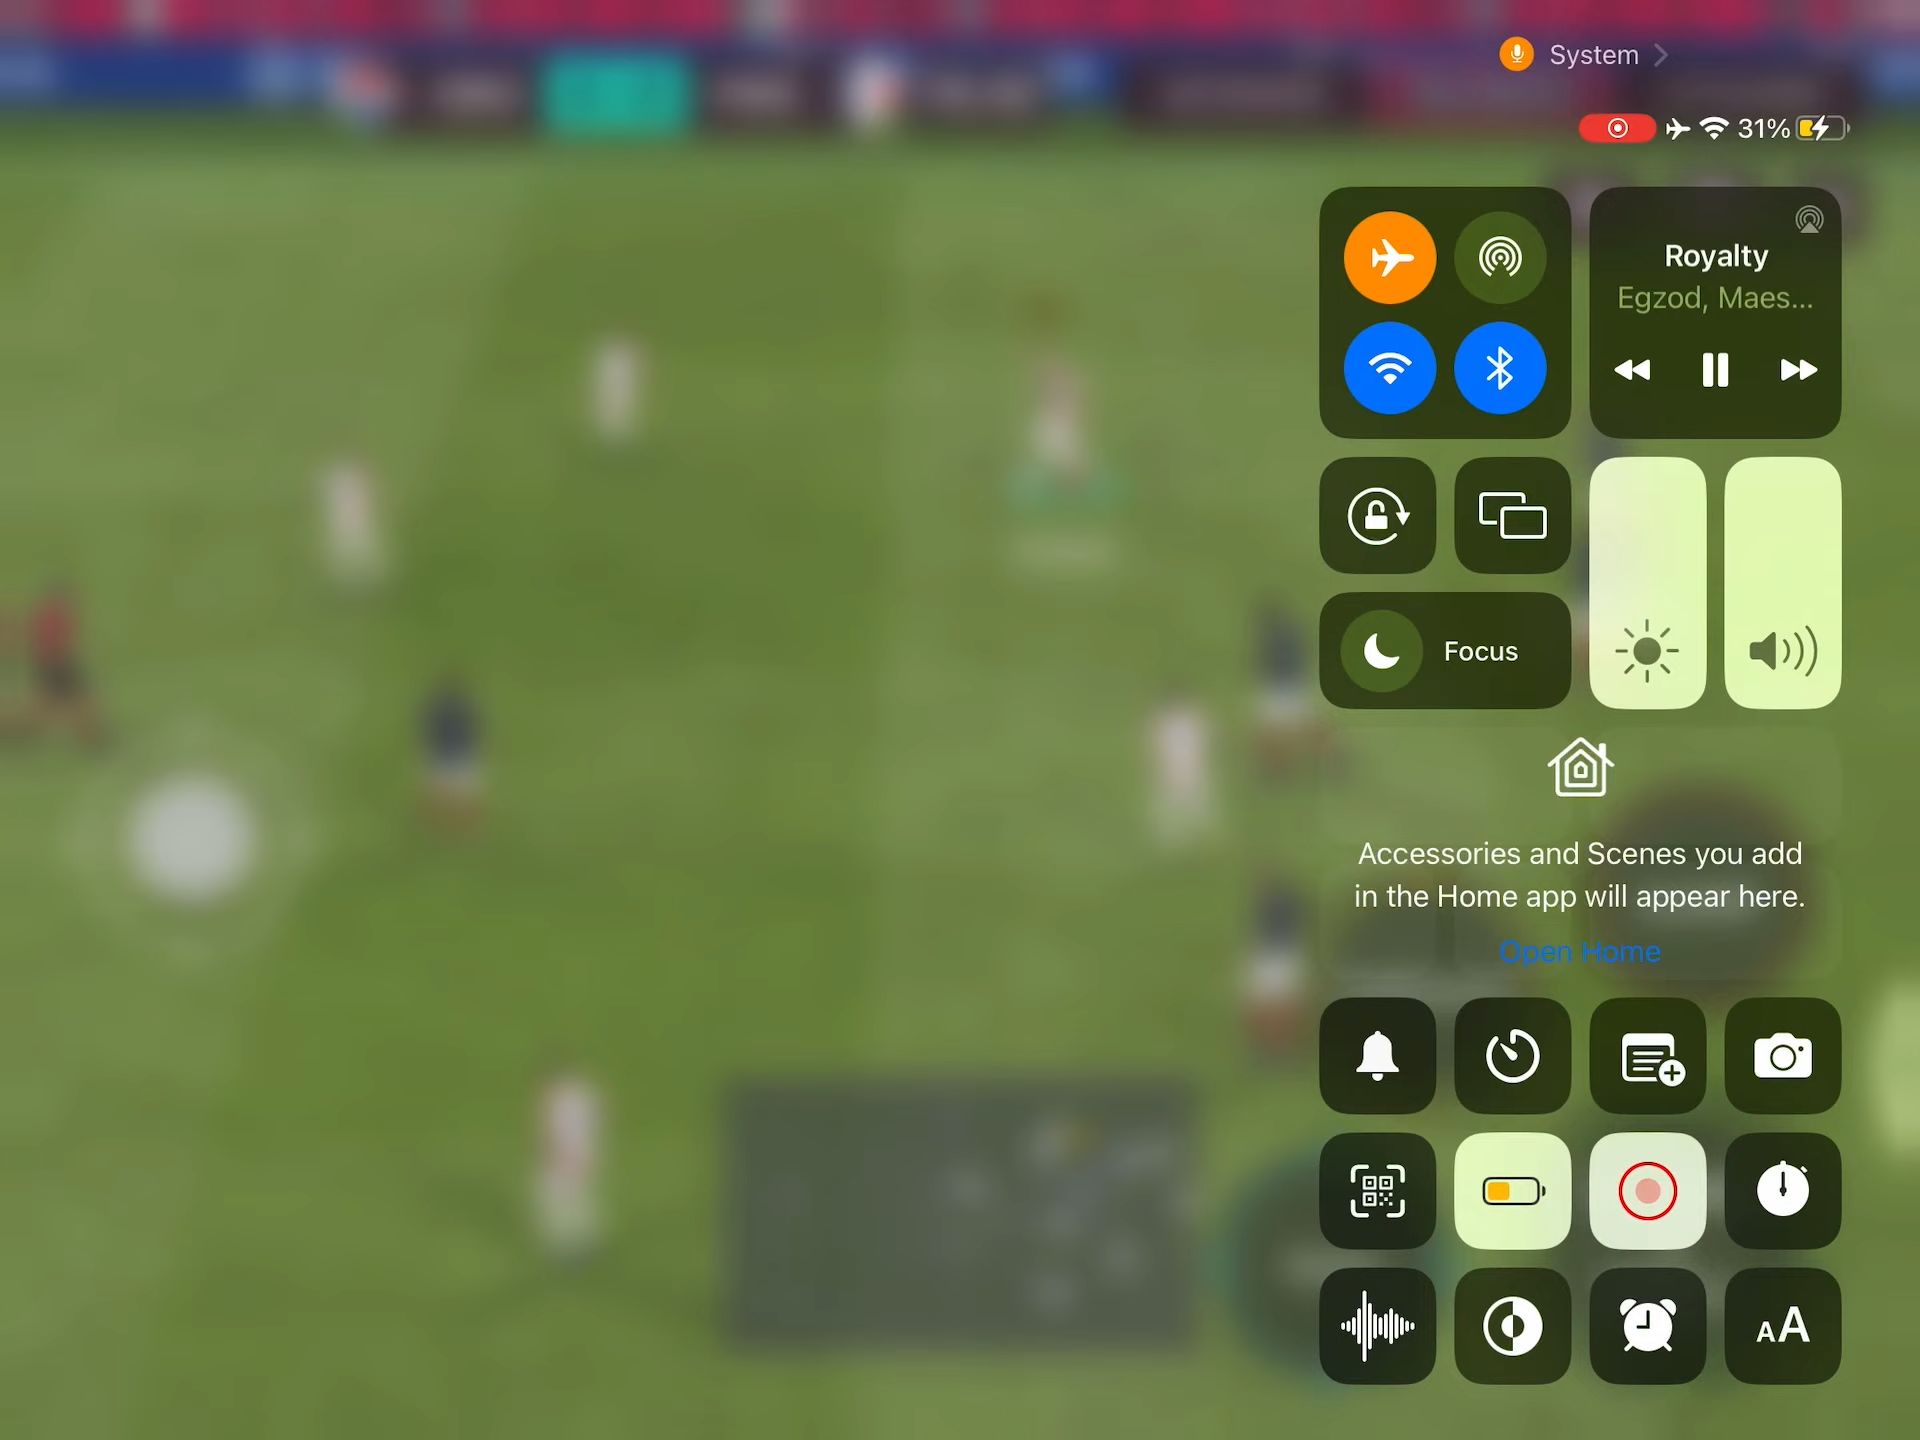 System
31%
Royalty
Egzod, Maes...
Focus
Accessories and Scenes you add
in the Home app will appear here.
Open Home
AA